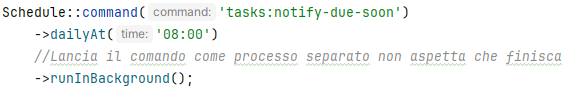 Schedule::command( command: 'tasks:notify-due-soon')
->dailyAt( time: '08:00')
//Lancia il comando come processo separato non aspetta che finisca
->runInBackground();